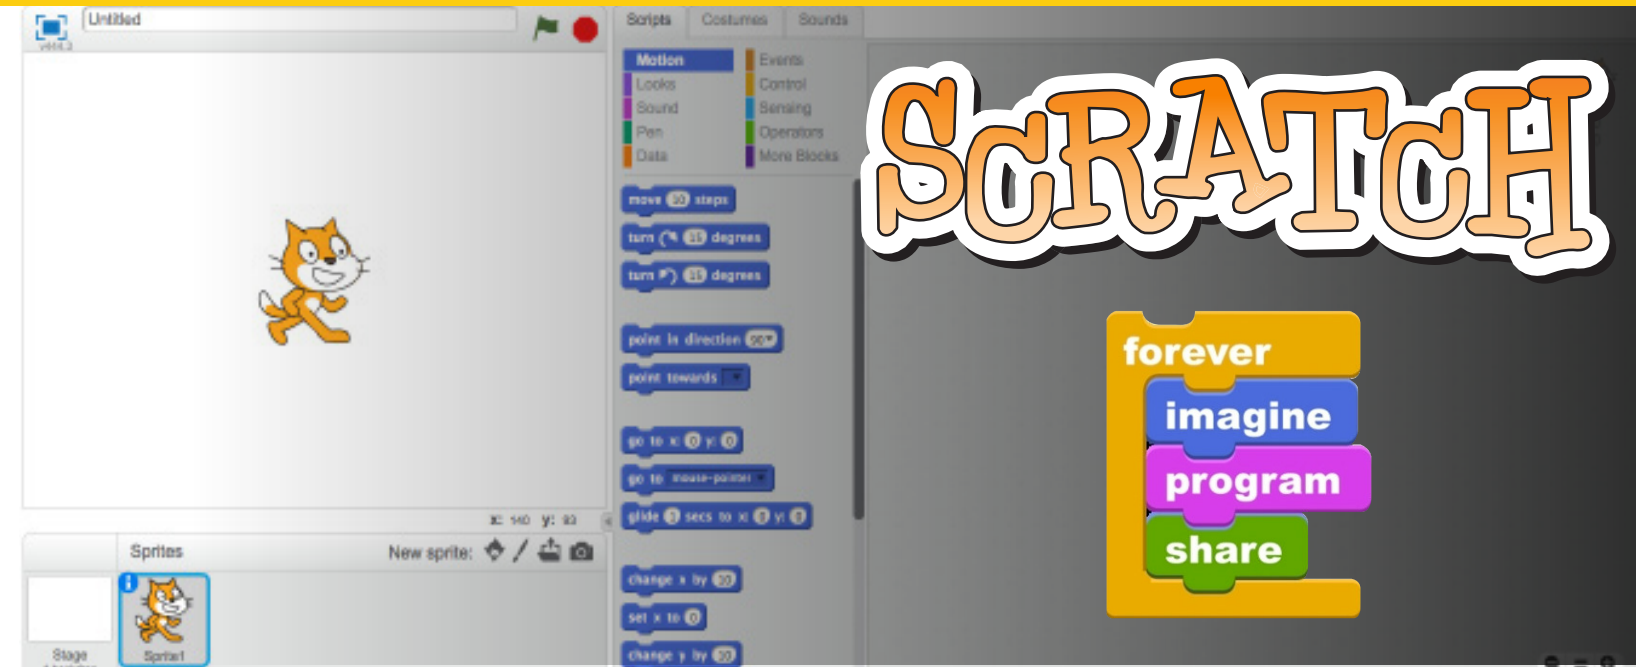 Untitled
v444.3
Scripts
Costumes
Sounds
Motion
Events
Looks
Control
Sound
Sensing
Pen
Operators
Data
More Blocks
move 10 steps
turn 15 degrees
turn 15 degrees
point in direction 90
point towards
go to x: 0 y: 0
go to mouse-pointer
glide 1 secs to x: 0 y: 0
change x by 10
set x to 0
change y by 10
x: 140 y: 93
Sprites
New sprite:
Stage
Sprite1
SCRATCH
forever
imagine
program
share